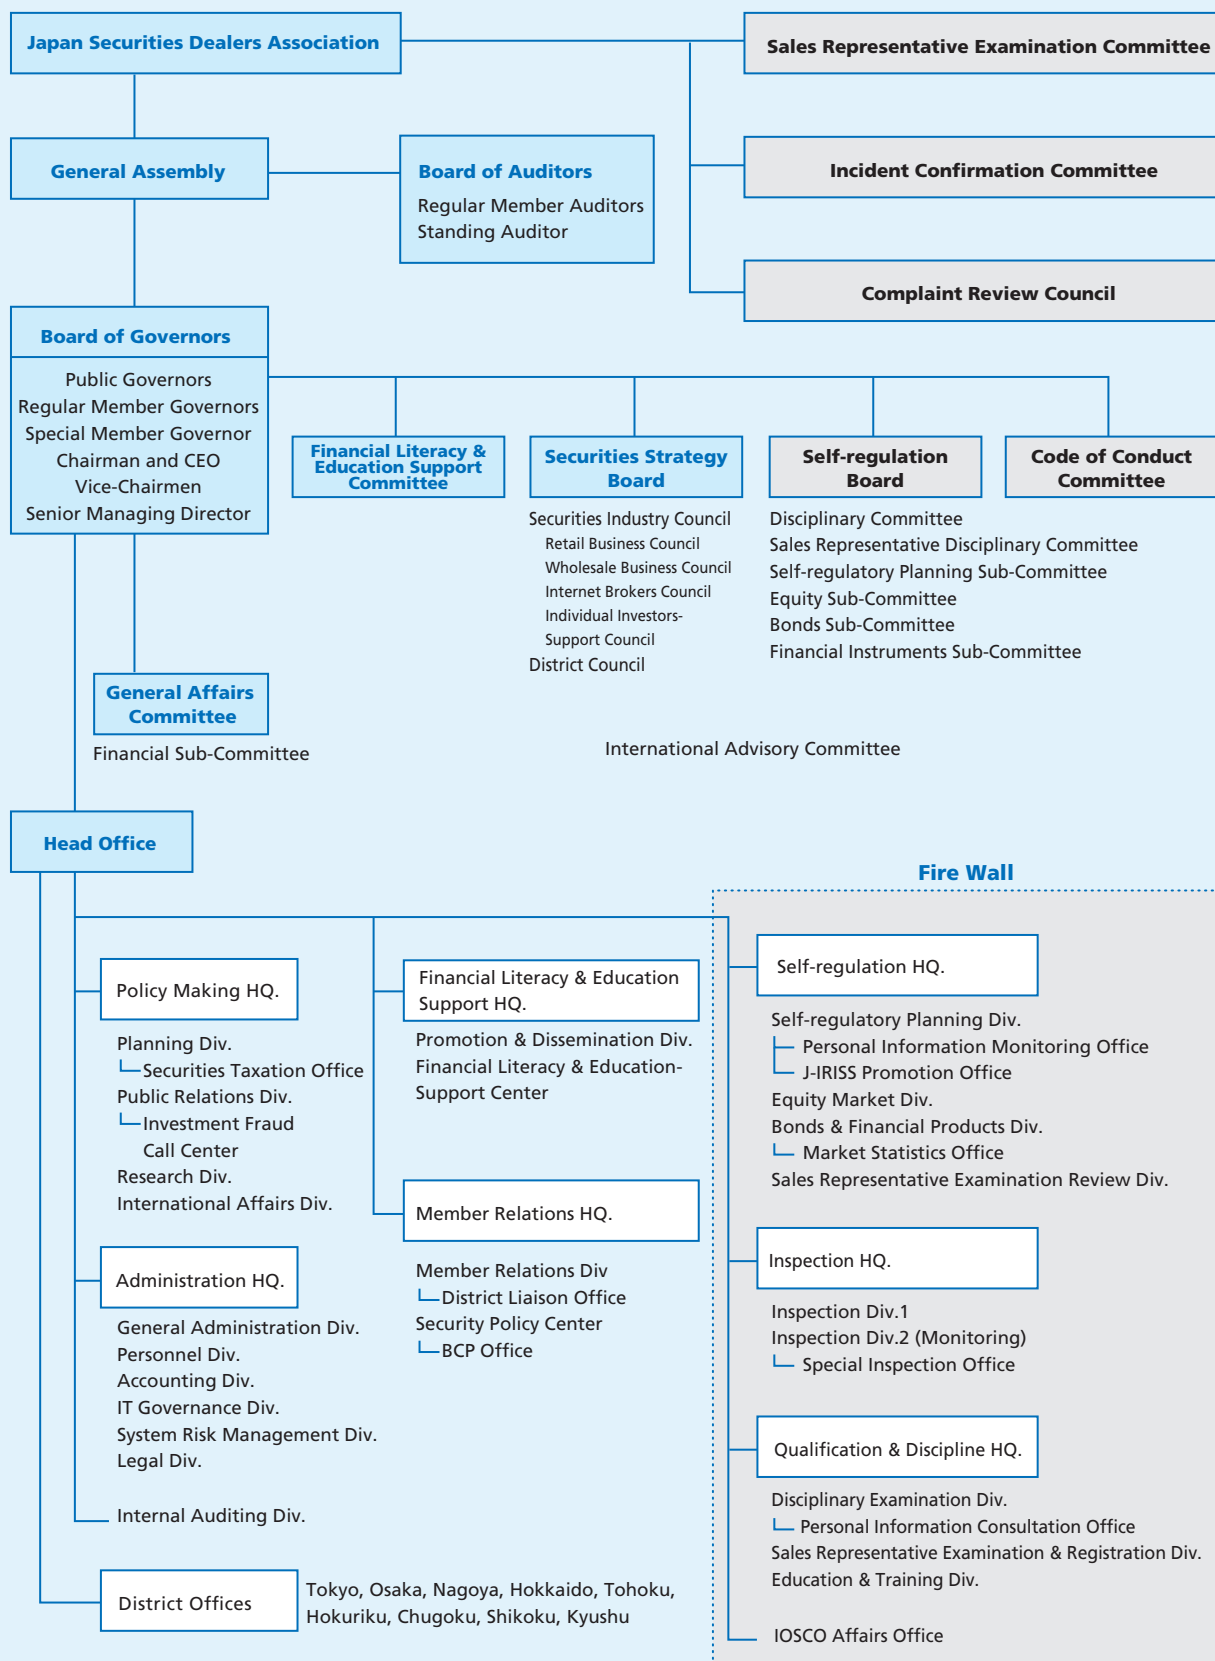 Japan Securities Dealers Association
Sales Representative Examination Committee
General Assembly
Board of Auditors
Regular Member Auditors
Standing Auditor
Incident Confirmation Committee
Complaint Review Council
Board of Governors
Public Governors
Regular Member Governors
Special Member Governor
Chairman and CEO
Vice-Chairmen
Senior Managing Director
Financial Literacy &
Education Support
Committee
Securities Strategy
Board
Securities Industry Council
Retail Business Council
Wholesale Business Council
Internet Brokers Council
Individual Investors-
Support Council
District Council
Self-regulation
Board
Disciplinary Committee
Sales Representative Disciplinary Committee
Self-regulatory Planning Sub-Committee
Equity Sub-Committee
Bonds Sub-Committee
Financial Instruments Sub-Committee
Code of Conduct
Committee
General Affairs
Committee
Financial Sub-Committee
International Advisory Committee
Head Office
Fire Wall
Policy Making HQ.
Planning Div.
Securities Taxation Office
Public Relations Div.
Investment Fraud
Call Center
Research Div.
International Affairs Div.
Administration HQ.
General Administration Div.
Personnel Div.
Accounting Div.
IT Governance Div.
System Risk Management Div.
Legal Div.
Internal Auditing Div.
District Offices
Tokyo, Osaka, Nagoya, Hokkaido, Tohoku,
Hokuriku, Chugoku, Shikoku, Kyushu
Financial Literacy & Education
Support HQ.
Promotion & Dissemination Div.
Financial Literacy & Education-
Support Center
Member Relations HQ.
Member Relations Div
District Liaison Office
Security Policy Center
BCP Office
Self-regulation HQ.
Self-regulatory Planning Div.
Personal Information Monitoring Office
J-IRISS Promotion Office
Equity Market Div.
Bonds & Financial Products Div.
Market Statistics Office
Sales Representative Examination Review Div.
Inspection HQ.
Inspection Div.1
Inspection Div.2 (Monitoring)
Special Inspection Office
Qualification & Discipline HQ.
Disciplinary Examination Div.
Personal Information Consultation Office
Sales Representative Examination & Registration Div.
Education & Training Div.
IOSCO Affairs Office